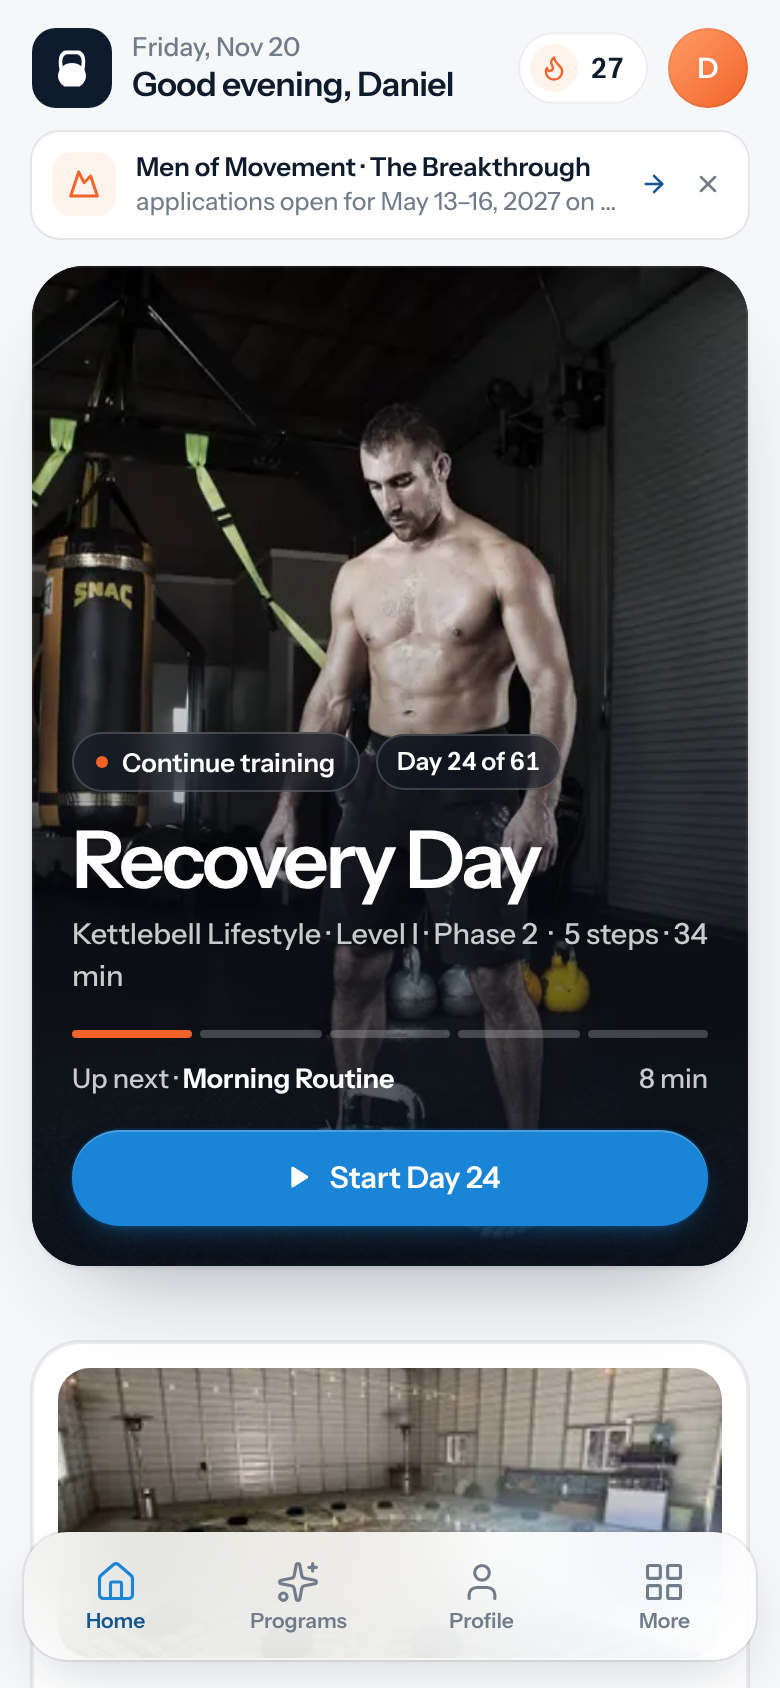 Friday, Nov 20
Good evening, Daniel
27
D
Men of Movement · The Breakthrough
applications open for May 13–16, 2027 on ...
SNAC
Continue training
Day 24 of 61
Recovery Day
Kettlebell Lifestyle · Level I · Phase 2 · 5 steps · 34
min
Up next · Morning Routine
8 min
Start Day 24
Home
Programs
Profile
More